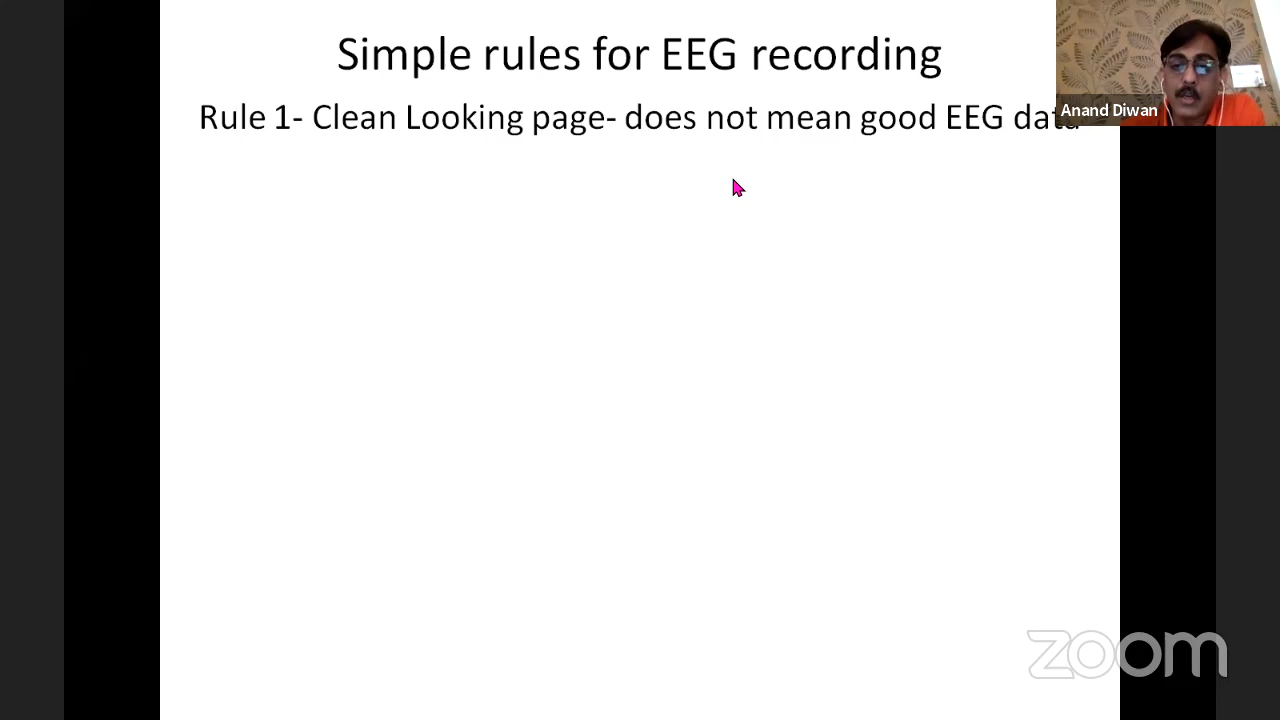 Simple rules for EEG recording
Rule 1- Clean Looking page- does not mean good EEG data
Anand Diwan
zoom